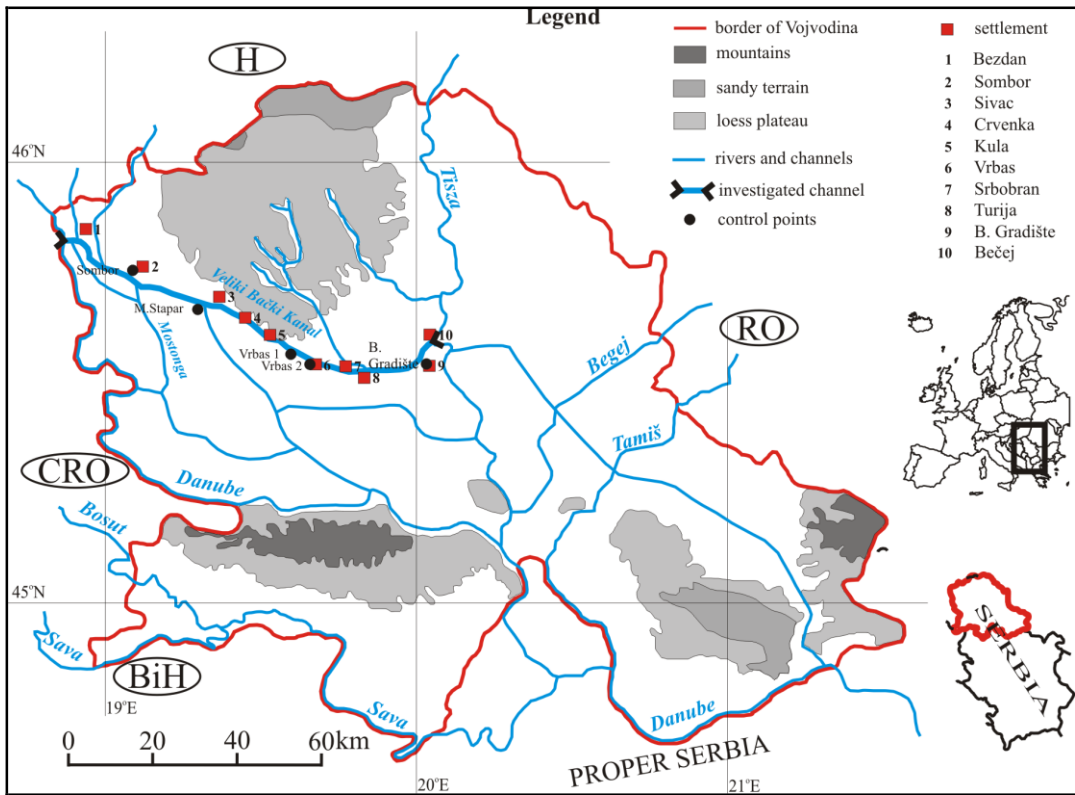 Legend
border of Vojvodina
mountains
sandy terrain
loess plateau
rivers and channels
investigated channel
control points
settlement
1 Bezdan
2 Sombor
3 Sivac
4 Crvenka
5 Kula
6 Vrbas
7 Srbobran
8 Turija
9 B. Gradište
10 Bečej
H
46°N
Tisza
1
Sombor
2
3
M.Stapar
Veliki Bački Kanal
4
5
Mostonga
Vrbas 1
Vrbas 2
6
7
8
B.
Gradište
9
10
RO
Begej
Tamiš
CRO
Danube
Bosut
45°N
Sava
BiH
19°E
Sava
Danube
PROPER SERBIA
SERBIA
0 20 40 60km
20°E
21°E